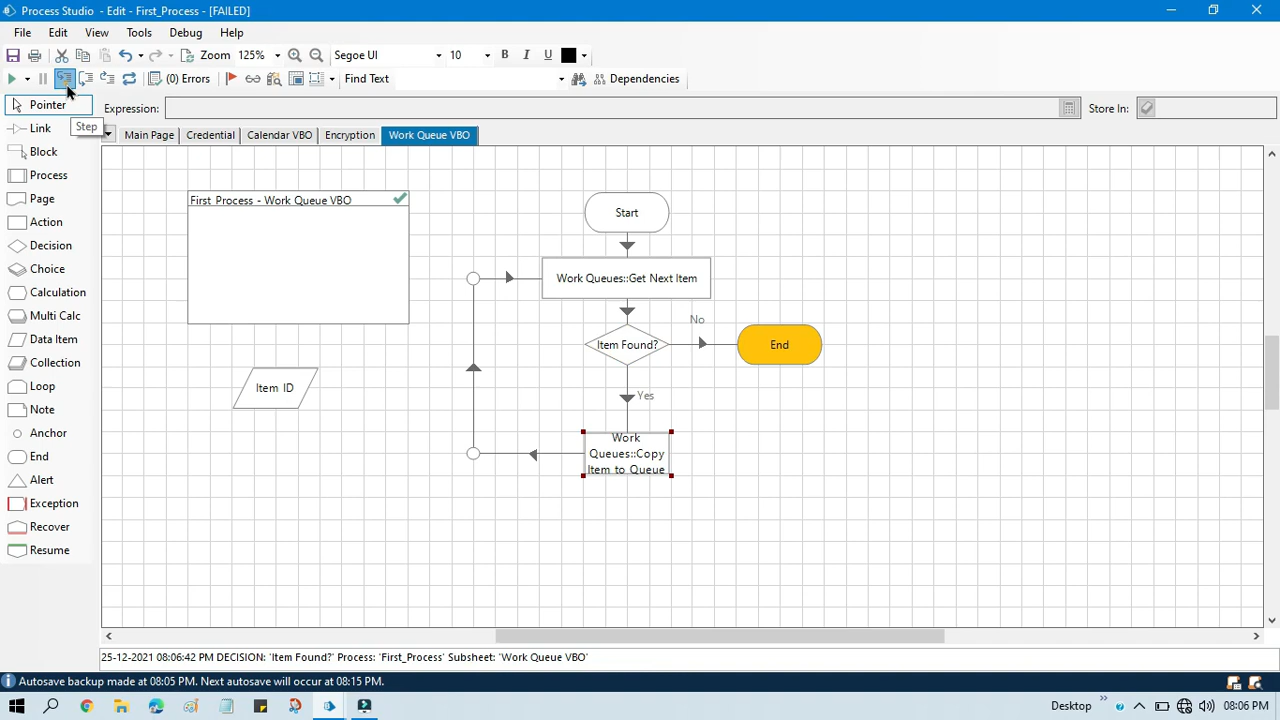 Process Studio - Edit - First_Process - [FAILED]
File Edit View Tools Debug Help
Zoom 125% Segoe UI 10 B I U
(0) Errors Find Text Dependencies
Pointer
Expression: Store In:
Step
Link
Main Page Credential Calendar VBO Encryption Work Queue VBO
Block
Process
Page
Action
Decision
Choice
Calculation
Multi Calc
Data Item
Collection
Loop
Note
Anchor
End
Alert
Exception
Recover
Resume
First Process - Work Queue VBO
Start
Work Queues::Get Next Item
No
Item Found?
End
Item ID
Yes
Work
Queues::Copy
Item to Queue
25-12-2021 08:06:42 PM DECISION: 'Item Found?' Process: 'First_Process' Subsheet: 'Work Queue VBO'
Autosave backup made at 08:05 PM. Next autosave will occur at 08:15 PM.
Desktop 08:06 PM